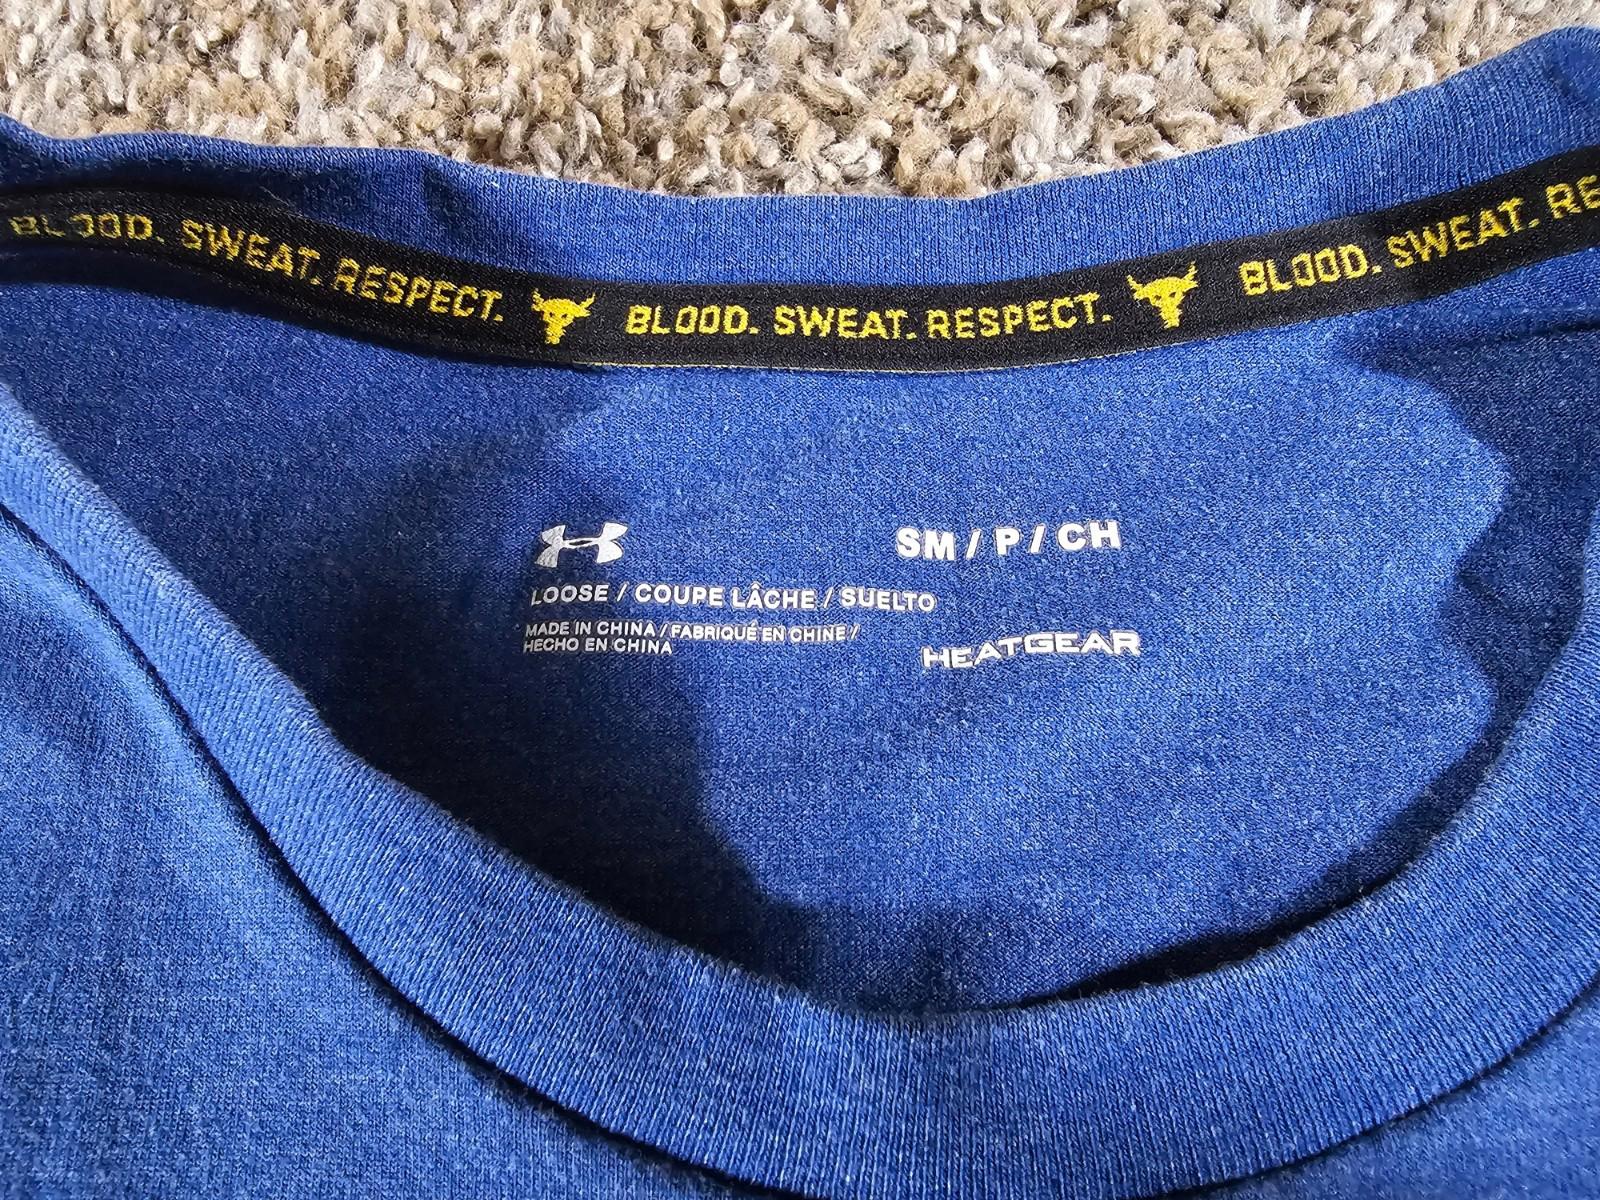 BLOOD. SWEAT. RESPECT. BLOOD. SWEAT. RESPECT. BLOOD. SWEAT. RE
SM / P / CH
LOOSE / COUPE LÂCHE / SUELTO
MADE IN CHINA / FABRIQUÉ EN CHINE /
HECHO EN CHINA
HEATGEAR